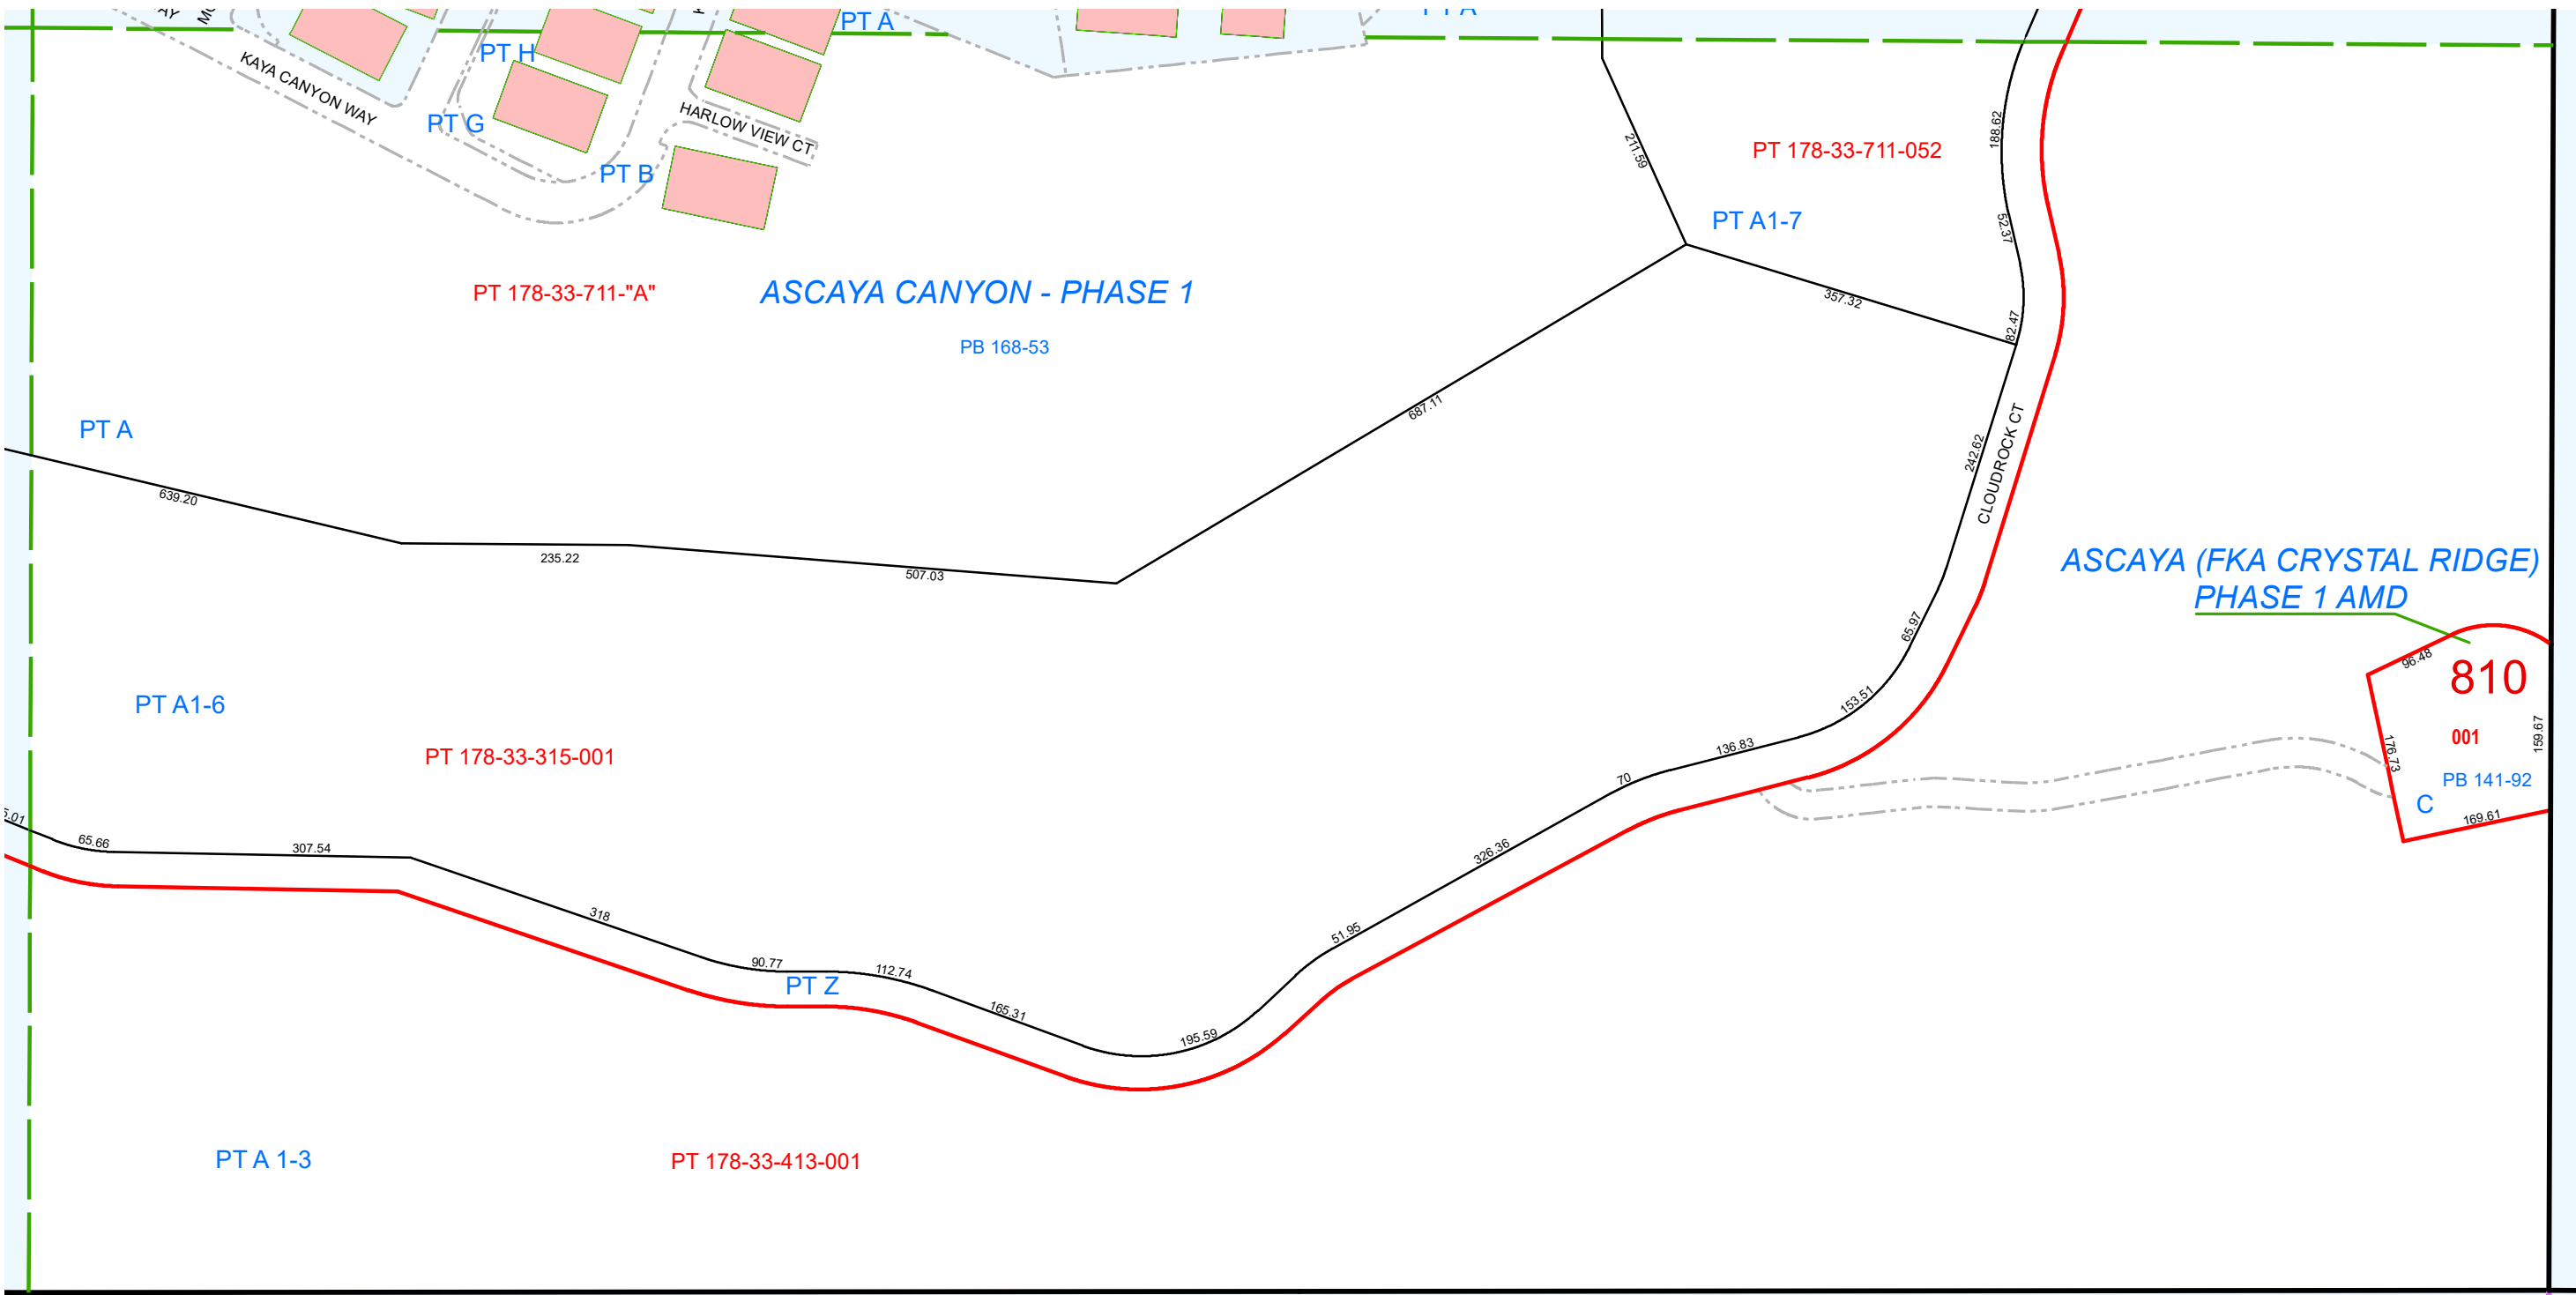 PT A
PT H
KAYA CANYON WAY
PT G
HARLOW VIEW CT
PT B
211.59
188.62
PT 178-33-711-052
PT A1-7
52.37
PT 178-33-711-"A"
ASCAYA CANYON - PHASE 1
PB 168-53
357.32
82.47
687.11
PT A
639.20
235.22
507.03
242.62
CLOUDROCK CT
ASCAYA (FKA CRYSTAL RIDGE)
PHASE 1 AMD
65.97
96.48
810
001
159.67
176.73
PB 141-92
C
169.61
PT A1-6
PT 178-33-315-001
153.51
136.83
70
65.66
307.54
326.36
318
51.95
90.77
112.74
PT Z
165.31
195.59
PT A 1-3
PT 178-33-413-001